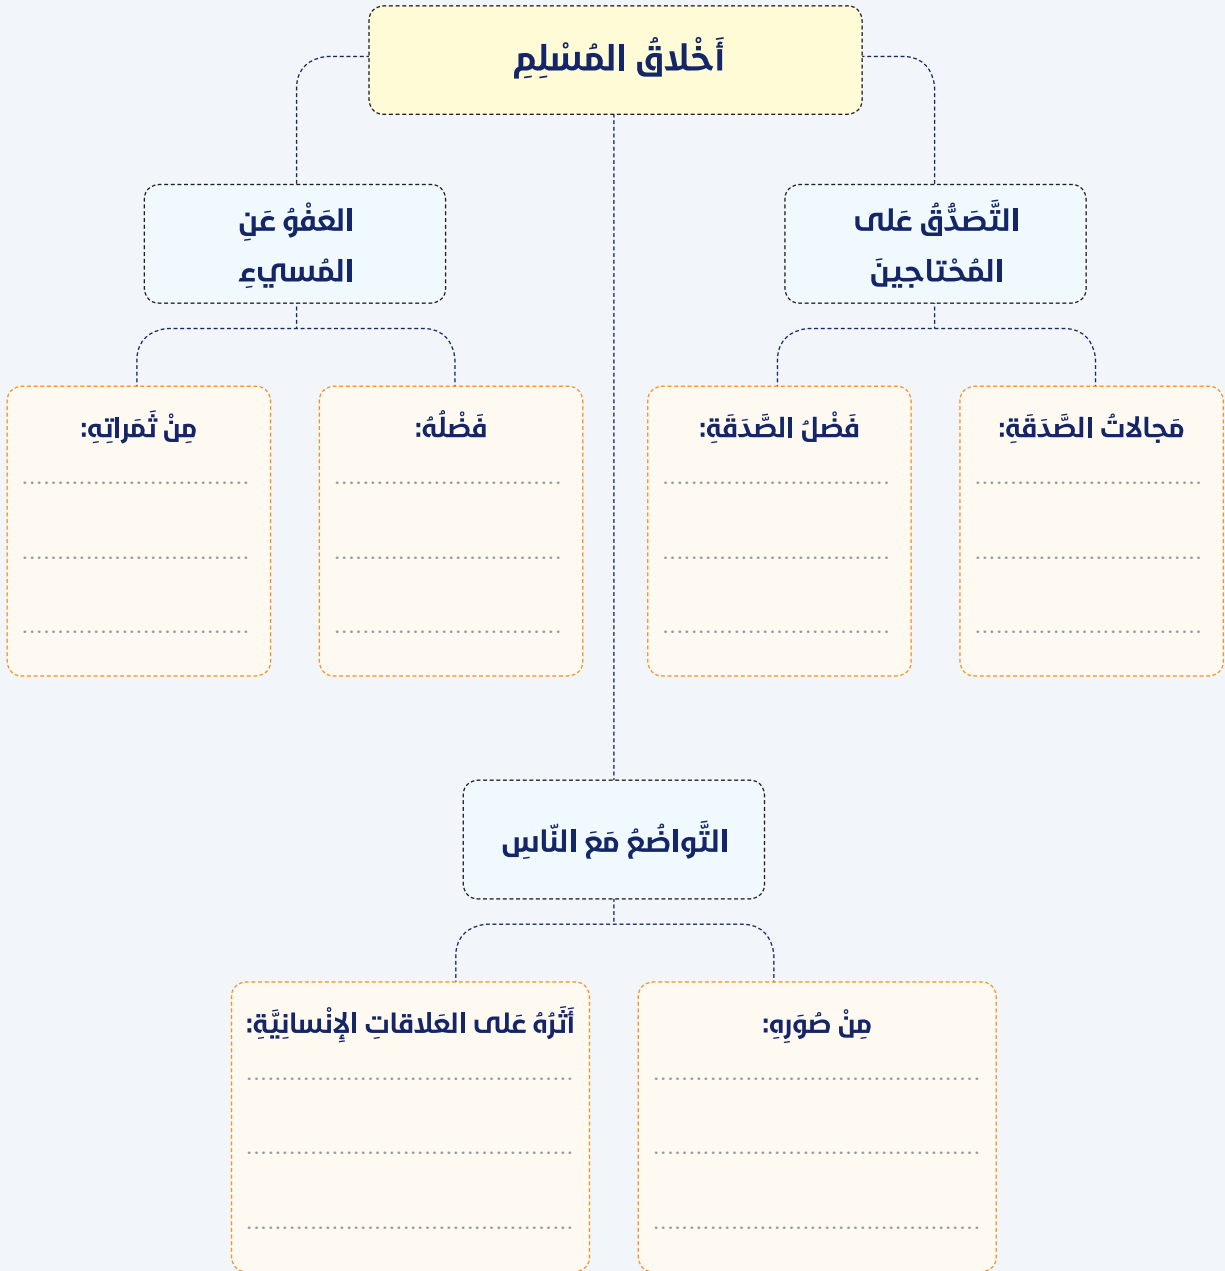 أَخْلاقُ المُسْلِمِ
التَّصَدُّقُ عَلى
المُحْتاجينَ
العَفْوُ عَنِ
المُسيءِ
مَجالاتُ الصَّدَقَةِ:
فَضْلُ الصَّدَقَةِ:
فَضْلُهُ:
مِنْ ثَمَراتِهِ:
التَّواضُعُ مَعَ النّاسِ
مِنْ صُوَرِهِ:
أَثَرُهُ عَلى العَلاقاتِ الإِنْسانِيَّةِ: